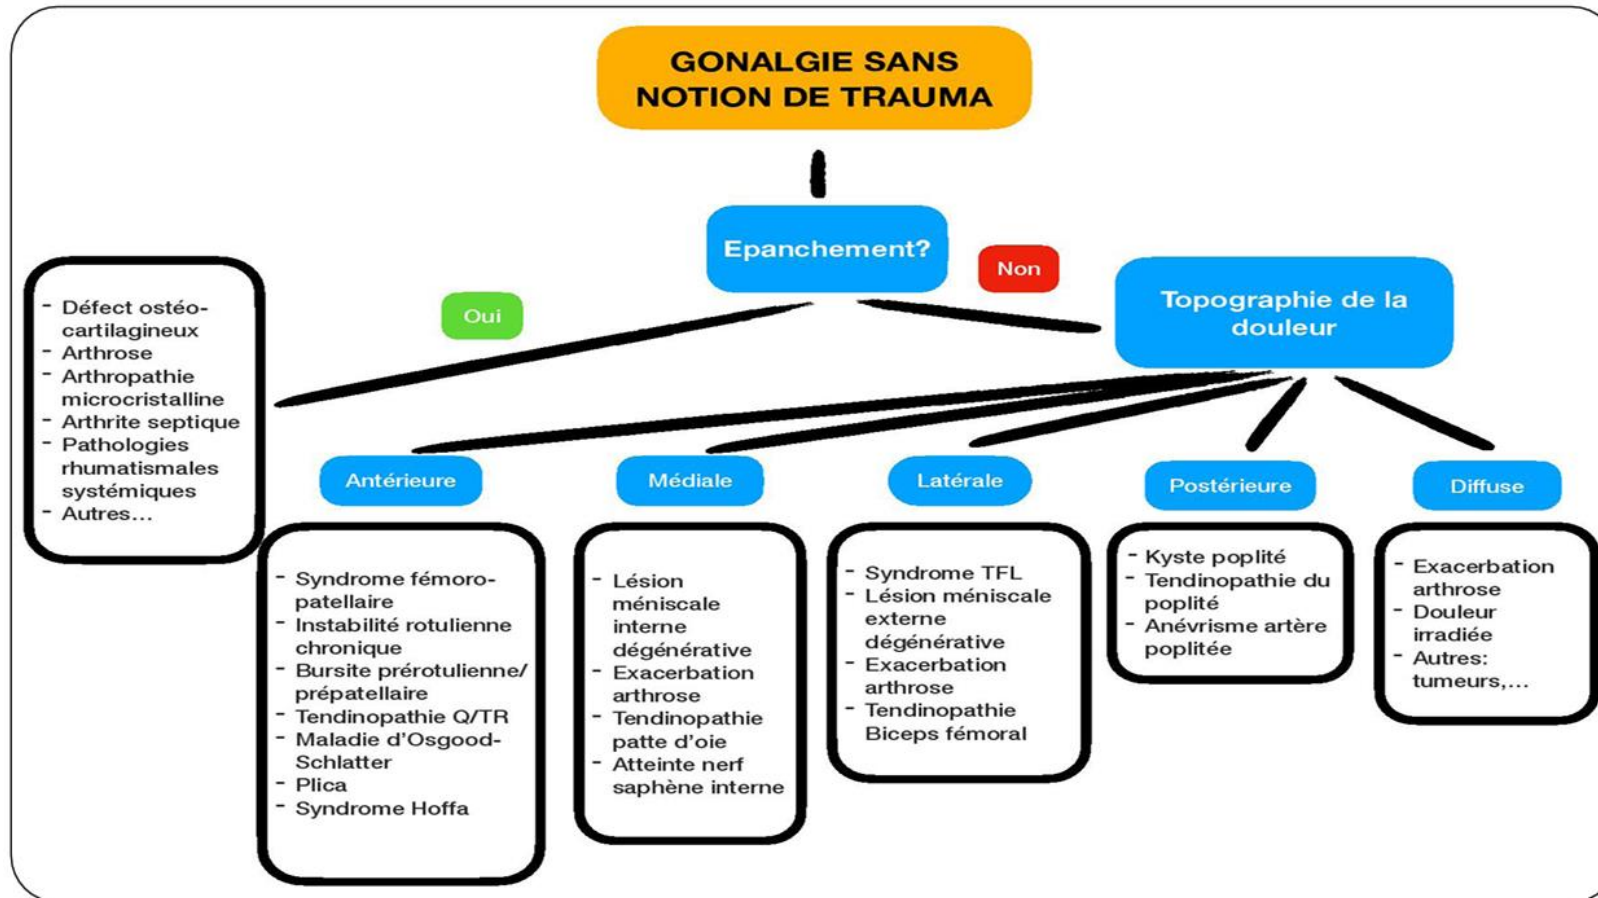 GONALGIE SANS
NOTION DE TRAUMA
Epanchement?
Oui
Non
Topographie de la
douleur
- Défect ostéo-
cartilagineux
- Arthrose
- Arthropathie
microcristalline
- Arthrite septique
- Pathologies
rhumatismales
systémiques
- Autres...
Antérieure
- Syndrome fémoro-
patellaire
- Instabilité rotulienne
chronique
- Bursite prérotulienne/
prépatellaire
- Tendinopathie Q/TR
- Maladie d'Osgood-
Schlatter
- Plica
- Syndrome Hoffa
Médiale
- Lésion
méniscale
interne
dégénérative
- Exacerbation
arthrose
- Tendinopathie
patte d'oie
- Atteinte nerf
saphène interne
Latérale
- Syndrome TFL
- Lésion méniscale
externe
dégénérative
- Exacerbation
arthrose
- Tendinopathie
Biceps fémoral
Postérieure
- Kyste poplité
- Tendinopathie du
poplité
- Anévrisme artère
poplitée
Diffuse
- Exacerbation
arthrose
- Douleur
irradiée
- Autres:
tumeurs,...